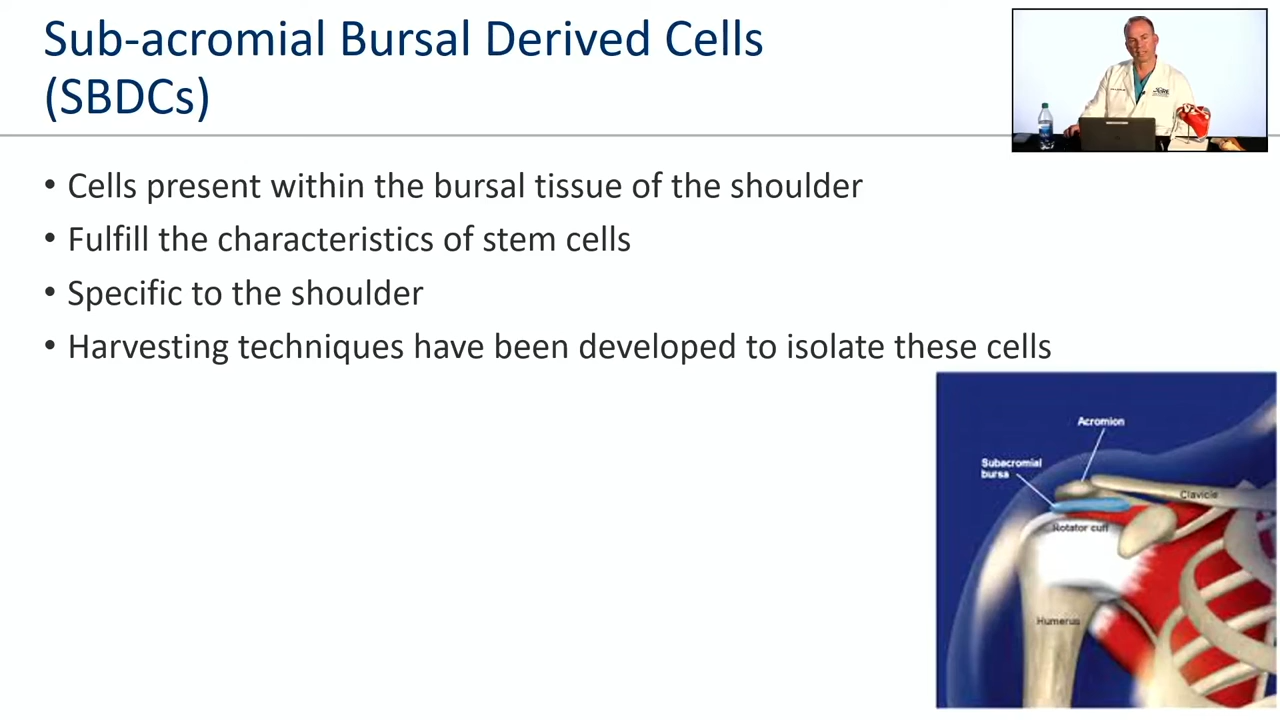 Sub-acromial Bursal Derived Cells
(SBDCs)
• Cells present within the bursal tissue of the shoulder
• Fulfill the characteristics of stem cells
• Specific to the shoulder
• Harvesting techniques have been developed to isolate these cells
Acromion
Subacromial
bursa
Clavicle
Rotator cuff
Humerus